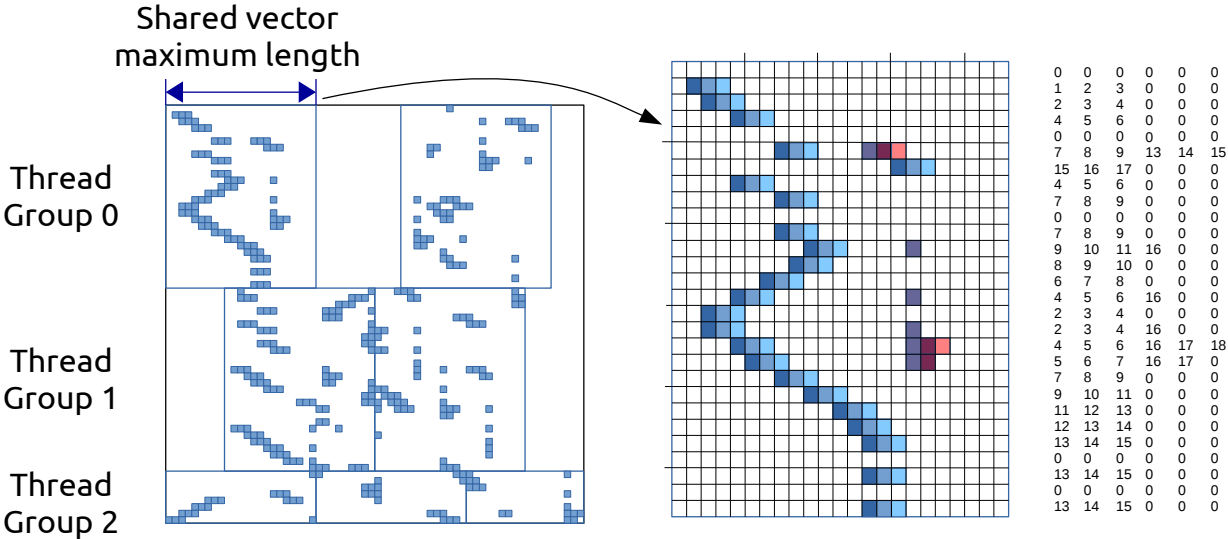 Shared vector
maximum length
Thread
Group 0
Thread
Group 1
Thread
Group 2
0 0 0 0 0 0
1 2 3 0 0 0
2 3 4 0 0 0
4 5 6 0 0 0
0 0 0 0 0 0
7 8 9 13 14 15
15 16 17 0 0 0
4 5 6 0 0 0
7 8 9 0 0 0
0 0 0 0 0 0
7 8 9 0 0 0
9 10 11 16 0 0
8 9 10 0 0 0
6 7 8 0 0 0
4 5 6 16 0 0
2 3 4 0 0 0
2 3 4 16 0 0
4 5 6 16 17 18
5 6 7 16 17 0
7 8 9 0 0 0
9 10 11 0 0 0
11 12 13 0 0 0
12 13 14 0 0 0
13 14 15 0 0 0
0 0 0 0 0 0
13 14 15 0 0 0
0 0 0 0 0 0
13 14 15 0 0 0